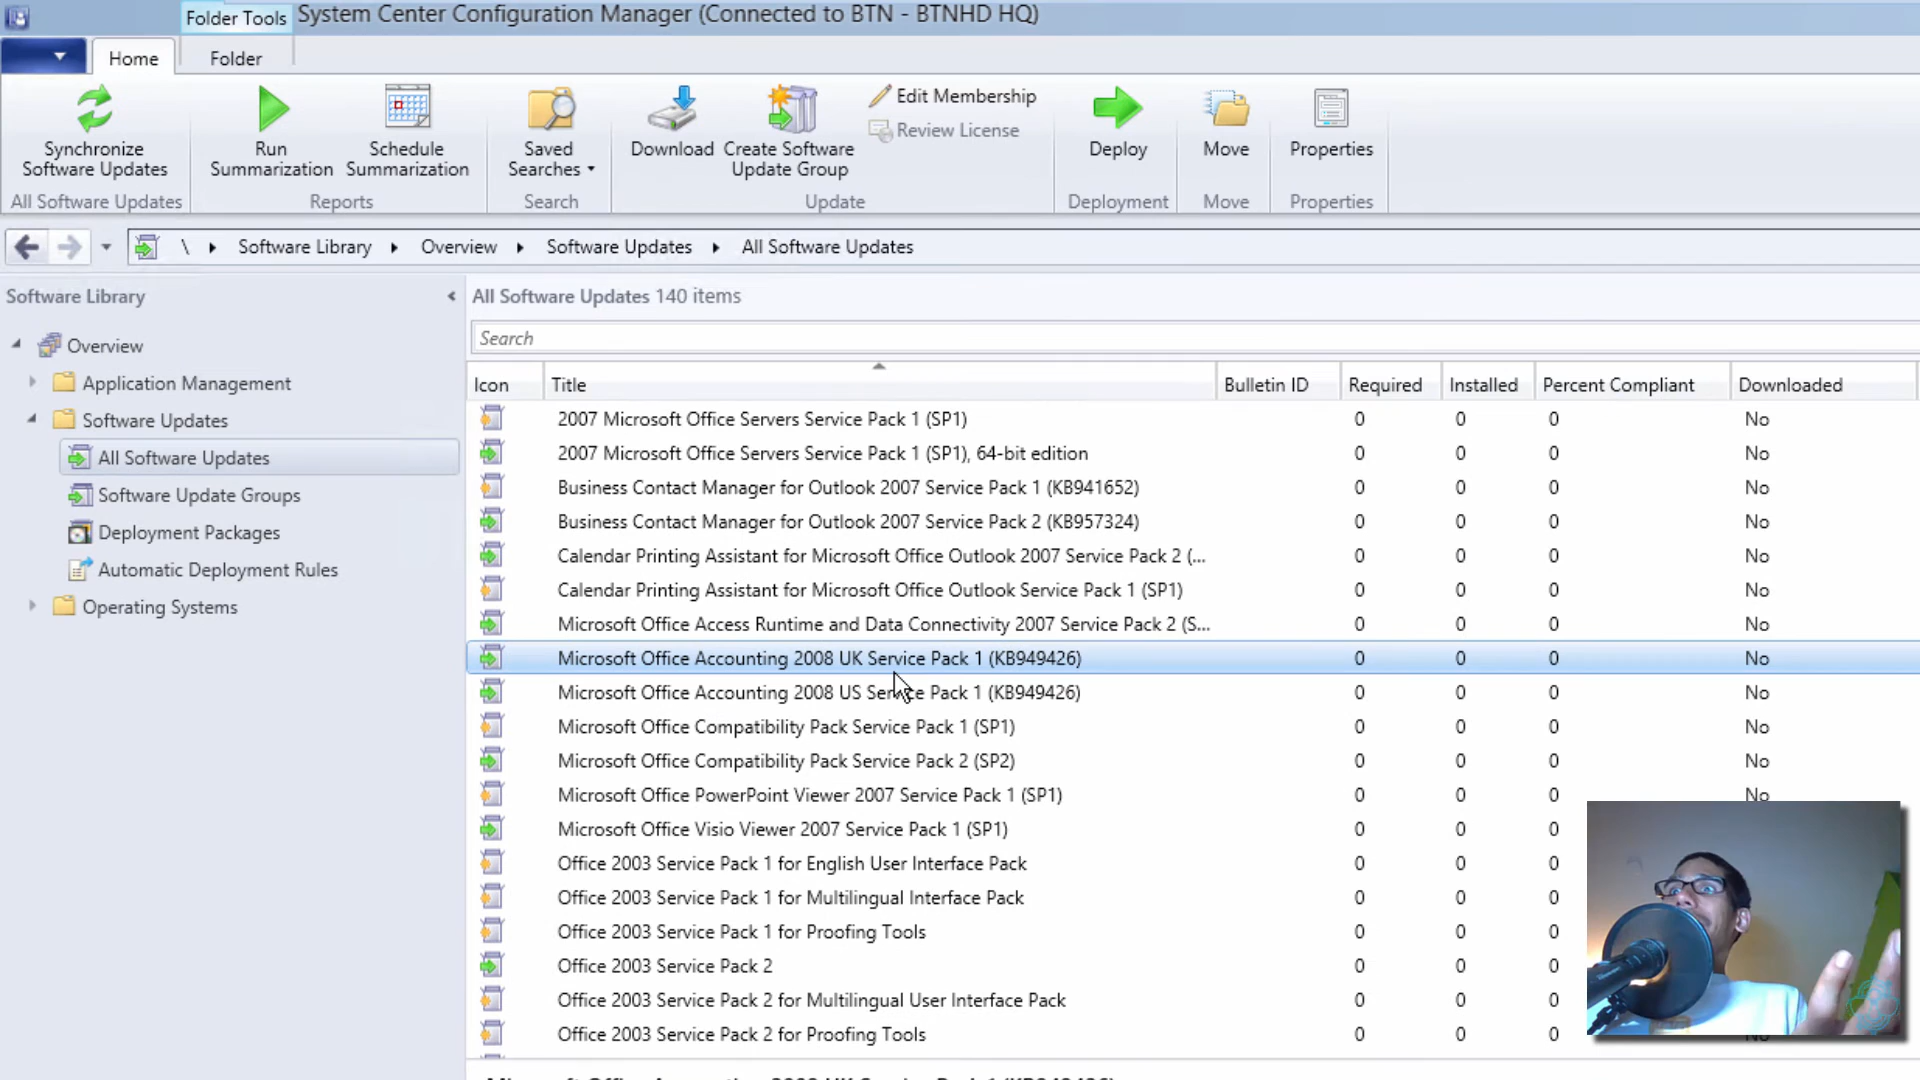 Folder Tools
System Center Configuration Manager (Connected to BTN - BTNHD HQ)
Home
Folder
Synchronize
Software Updates
Run
Summarization
Schedule
Summarization
Saved
Searches
Download
Create Software
Update Group
Edit Membership
Review License
Deploy
Move
Properties
All Software Updates
Reports
Search
Update
Deployment
Move
Properties
\ Software Library Overview Software Updates All Software Updates
Software Library
Overview
Application Management
Software Updates
All Software Updates
Software Update Groups
Deployment Packages
Automatic Deployment Rules
Operating Systems
All Software Updates 140 items
Search
Icon Title Bulletin ID Required Installed Percent Compliant Downloaded
2007 Microsoft Office Servers Service Pack 1 (SP1) 0 0 0 No
2007 Microsoft Office Servers Service Pack 1 (SP1), 64-bit edition 0 0 0 No
Business Contact Manager for Outlook 2007 Service Pack 1 (KB941652) 0 0 0 No
Business Contact Manager for Outlook 2007 Service Pack 2 (KB957324) 0 0 0 No
Calendar Printing Assistant for Microsoft Office Outlook 2007 Service Pack 2 (... 0 0 0 No
Calendar Printing Assistant for Microsoft Office Outlook Service Pack 1 (SP1) 0 0 0 No
Microsoft Office Access Runtime and Data Connectivity 2007 Service Pack 2 (S... 0 0 0 No
Microsoft Office Accounting 2008 UK Service Pack 1 (KB949426) 0 0 0 No
Microsoft Office Accounting 2008 US Service Pack 1 (KB949426) 0 0 0 No
Microsoft Office Compatibility Pack Service Pack 1 (SP1) 0 0 0 No
Microsoft Office Compatibility Pack Service Pack 2 (SP2) 0 0 0 No
Microsoft Office PowerPoint Viewer 2007 Service Pack 1 (SP1) 0 0 0 No
Microsoft Office Visio Viewer 2007 Service Pack 1 (SP1) 0 0 0
Office 2003 Service Pack 1 for English User Interface Pack 0 0 0
Office 2003 Service Pack 1 for Multilingual Interface Pack 0 0 0
Office 2003 Service Pack 1 for Proofing Tools 0 0 0
Office 2003 Service Pack 2 0 0 0
Office 2003 Service Pack 2 for Multilingual User Interface Pack 0 0 0
Office 2003 Service Pack 2 for Proofing Tools 0 0 0 No
Microsoft Office Accounting 2008 UK Service Pack 1 (KB949426)